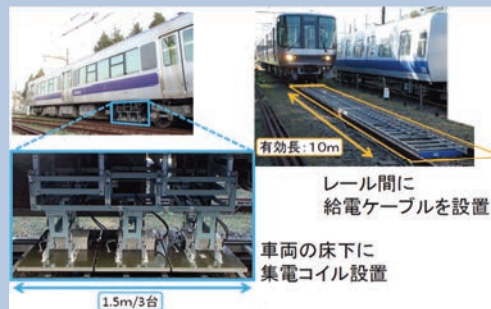 有効長：10m
レール間に
給電ケーブルを設置
車両の床下に
集電コイル設置
1.5m/3台